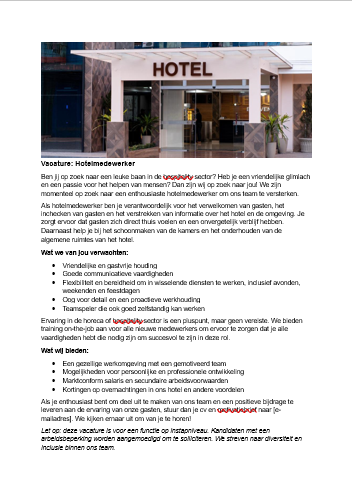 HOTEL
Vacature: Hotelmedewerker
Ben jij op zoek naar een leuke baan in de hospitality-sector? Heb je een vriendelijke glimlach
en een passie voor het helpen van mensen? Dan zijn wij op zoek naar jou! We zijn
momenteel op zoek naar een enthousiaste hotelmedewerker om ons team te versterken.
Als hotelmedewerker ben je verantwoordelijk voor het verwelkomen van gasten, het
inchecken van gasten en het verstrekken van informatie over het hotel en de omgeving. Je
zorgt ervoor dat gasten zich direct thuis voelen en een onvergetelijk verblijf hebben.
Daarnaast help je bij het schoonmaken van de kamers en het onderhouden van de
algemene ruimtes van het hotel.
Wat we van jou verwachten:
• Vriendelijke en gastvrije houding
• Goede communicatieve vaardigheden
• Flexibiliteit en bereidheid om in wisselende diensten te werken, inclusief avonden,
weekenden en feestdagen
• Oog voor detail en een proactieve werkhouding
• Teamspeler die ook goed zelfstandig kan werken
Ervaring in de horeca of hospitality-sector is een pluspunt, maar geen vereiste. We bieden
training on-the-job aan voor alle nieuwe medewerkers om ervoor te zorgen dat je alle
vaardigheden hebt die nodig zijn om succesvol te zijn in deze rol.
Wat wij bieden:
• Een gezellige werkomgeving met een gemotiveerd team
• Mogelijkheden voor persoonlijke en professionele ontwikkeling
• Marktconform salaris en secundaire arbeidsvoorwaarden
• Kortingen op overnachtingen in ons hotel en andere voordelen
Als je enthousiast bent om deel uit te maken van ons team en een positieve bijdrage te
leveren aan de ervaring van onze gasten, stuur dan je cv en motivatiebrief naar [e-
mailadres]. We kijken ernaar uit om van je te horen!
Let op: deze vacature is voor een functie op instapniveau. Kandidaten met een
arbeidsbeperking worden aangemoedigd om te solliciteren. We streven naar diversiteit en
inclusie binnen ons team.